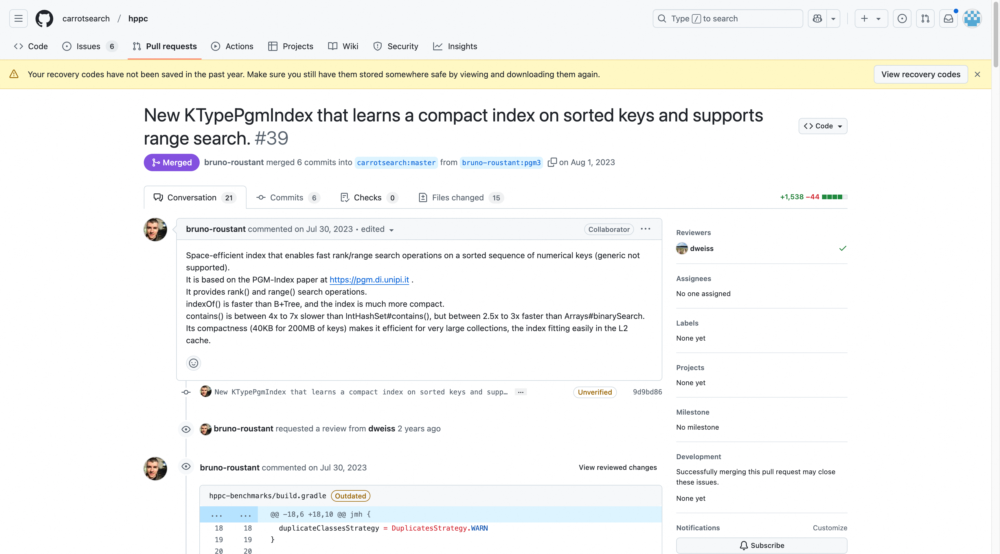 carrotsearch / hppc
Type / to search
Code
Issues 6
Pull requests
Actions
Projects
Wiki
Security
Insights
Your recovery codes have not been saved in the past year. Make sure you still have them stored somewhere safe by viewing and downloading them again.
View recovery codes
New KTypePgmIndex that learns a compact index on sorted keys and supports
range search. #39
Code
Merged
bruno-roustant merged 6 commits into carrotsearch:master from bruno-roustant:pgm3 on Aug 1, 2023
Conversation 21
Commits 6
Checks 0
Files changed 15
+1,538 −44
bruno-roustant commented on Jul 30, 2023 • edited
Collaborator
Space-efficient index that enables fast rank/range search operations on a sorted sequence of numerical keys (generic not
supported).
It is based on the PGM-Index paper at https://pgm.di.unipi.it .
It provides rank() and range() search operations.
indexOf() is faster than B+Tree, and the index is much more compact.
contains() is between 4x to 7x slower than IntHashSet#contains(), but between 2.5x to 3x faster than Arrays#binarySearch.
Its compactness (40KB for 200MB of keys) makes it efficient for very large collections, the index fitting easily in the L2
cache.
New KTypePgmIndex that learns a compact index on sorted keys and supp… ...
Unverified
9d9bd86
bruno-roustant requested a review from dweiss 2 years ago
bruno-roustant commented on Jul 30, 2023
View reviewed changes
hppc-benchmarks/build.gradle Outdated
... ... @@ -18,6 +18,10 @@ jmh {
18 18 duplicateClassesStrategy = DuplicatesStrategy.WARN
19 19 }
20 20
Reviewers
dweiss
Assignees
No one assigned
Labels
None yet
Projects
None yet
Milestone
No milestone
Development
Successfully merging this pull request may close
these issues.
None yet
Notifications
Customize
Subscribe